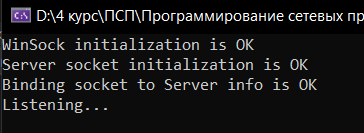 D:\4 курс\ПСП\Программирование сетевых пр
WinSock initialization is OK
Server socket initialization is OK
Binding socket to Server info is OK
Listening...